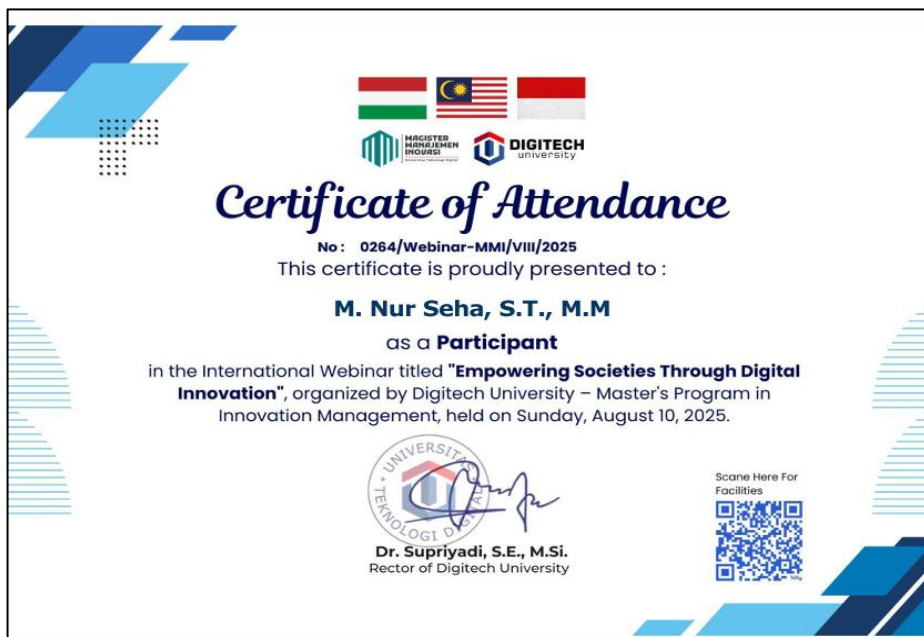 MAGISTER
MANAJEMEN
INOVASI
DIGITECH
university
Certificate of Attendance
No : 0264/Webinar-MMI/VIII/2025
This certificate is proudly presented to :
M. Nur Seha, S.T., M.M
as a Participant
in the International Webinar titled "Empowering Societies Through Digital
Innovation", organized by Digitech University – Master's Program in
Innovation Management, held on Sunday, August 10, 2025.
UNIVERSITAS
TEKNOLOGI DIGITAL
Scane Here For
Facilities
Dr. Supriyadi, S.E., M.Si.
Rector of Digitech University